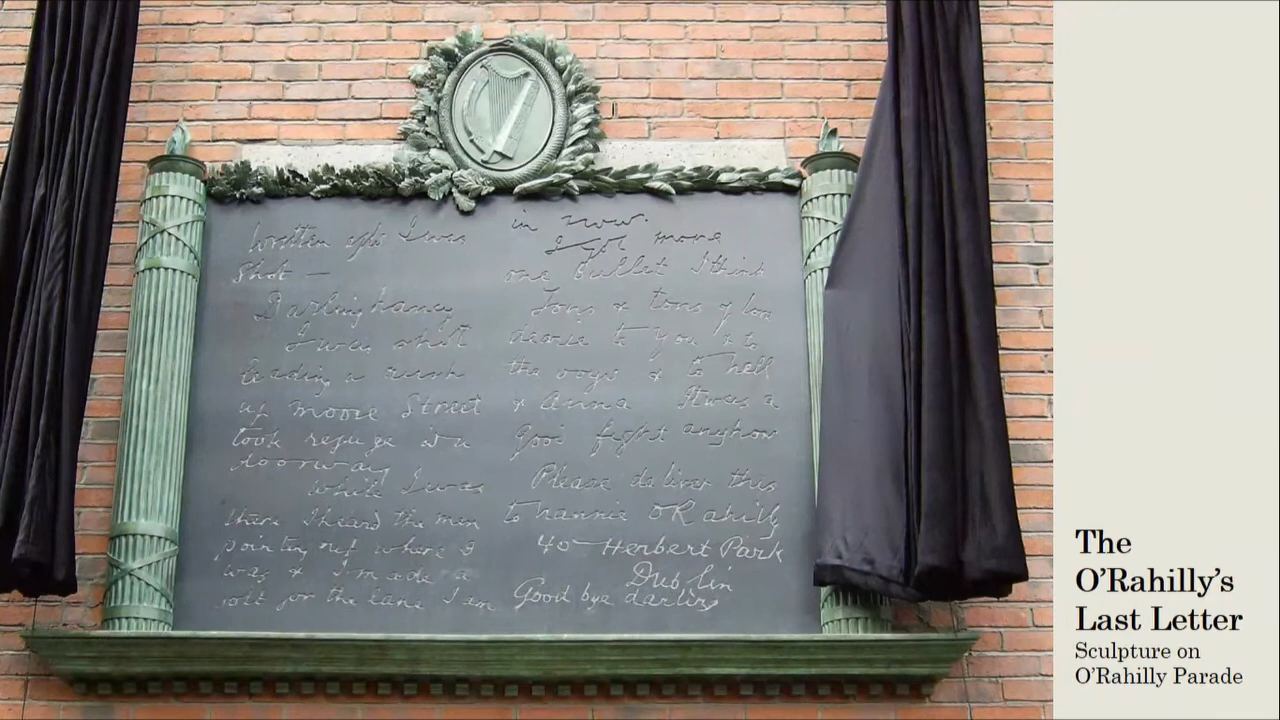 Written after I was
Shot —
Darling Nancy
I was shot
leading a rush
up Moore Street
took refuge in a
doorway
While I was
there I heard the men
pointing out where I
was & I made a
bolt for the lane I am
in now.
I got more
one bullet I think
Tons & tons of love
dearie to you & to
the boys & to Nell
& Anna It was a
good fight anyhow
Please deliver this
to Nannie O'Rahilly
40 Herbert Park
Dublin
Good bye darling
The
O'Rahilly's
Last Letter
Sculpture on
O'Rahilly Parade